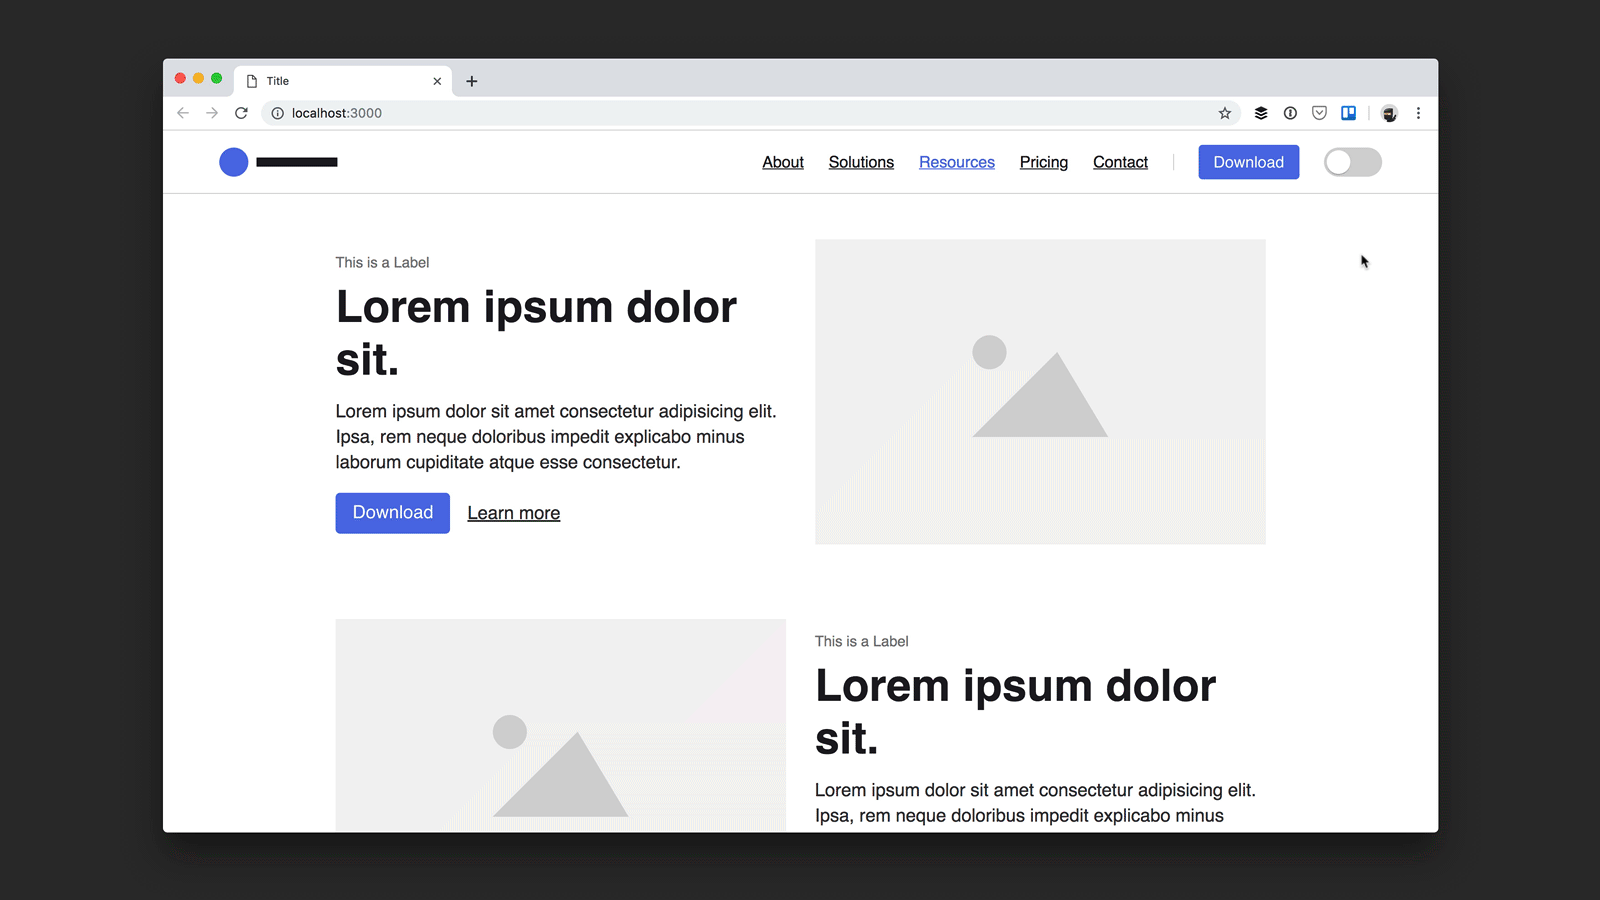 Title
localhost:3000
About Solutions Resources Pricing Contact Download
This is a Label
Lorem ipsum dolor
sit.
Lorem ipsum dolor sit amet consectetur adipisicing elit.
Ipsa, rem neque doloribus impedit explicabo minus
laborum cupiditate atque esse consectetur.
Download Learn more
This is a Label
Lorem ipsum dolor
sit.
Lorem ipsum dolor sit amet consectetur adipisicing elit.
Ipsa, rem neque doloribus impedit explicabo minus